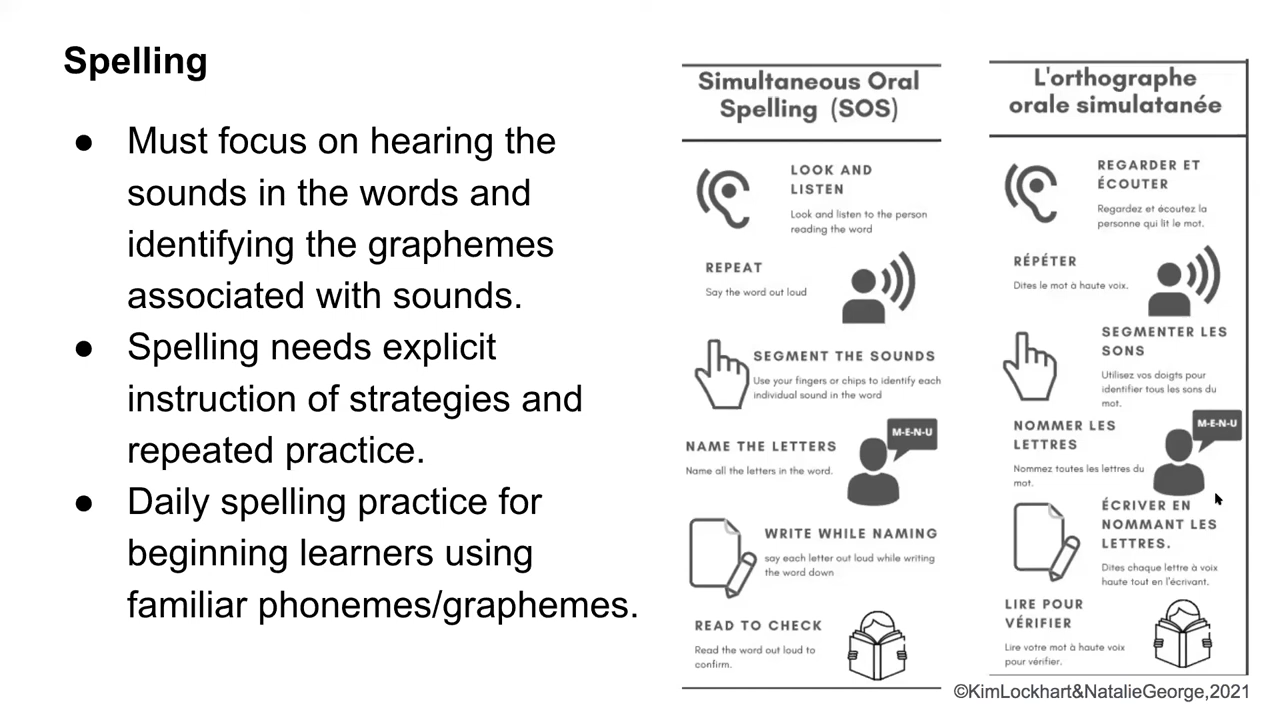 Spelling
● Must focus on hearing the
sounds in the words and
identifying the graphemes
associated with sounds.
● Spelling needs explicit
instruction of strategies and
repeated practice.
● Daily spelling practice for
beginning learners using
familiar phonemes/graphemes.
Simultaneous Oral
Spelling (SOS)
LOOK AND
LISTEN
Look and listen to the person
reading the word
REPEAT
Say the word out loud
SEGMENT THE SOUNDS
Use your fingers or chips to identify each
individual sound in the word
NAME THE LETTERS
Name all the letters in the word.
M-E-N-U
WRITE WHILE NAMING
say each letter out loud while writing
the word down
READ TO CHECK
Read the word out loud to
confirm.
L'orthographe
orale simulatanée
REGARDER ET
ÉCOUTER
Regardez et écoutez la
personne qui lit le mot.
RÉPÉTER
Dites le mot à haute voix.
SEGMENTER LES
SONS
Utilisez vos doigts pour
identifier tous les sons du
mot.
NOMMER LES
LETTRES
Nommez toutes les lettres du
mot.
M-E-N-U
ÉCRIVER EN
NOMMANT LES
LETTRES.
Dites chaque lettre à voix
haute tout en l'écrivant.
LIRE POUR
VÉRIFIER
Lire votre mot à haute voix
pour vérifier.
©KimLockhart&NatalieGeorge,2021